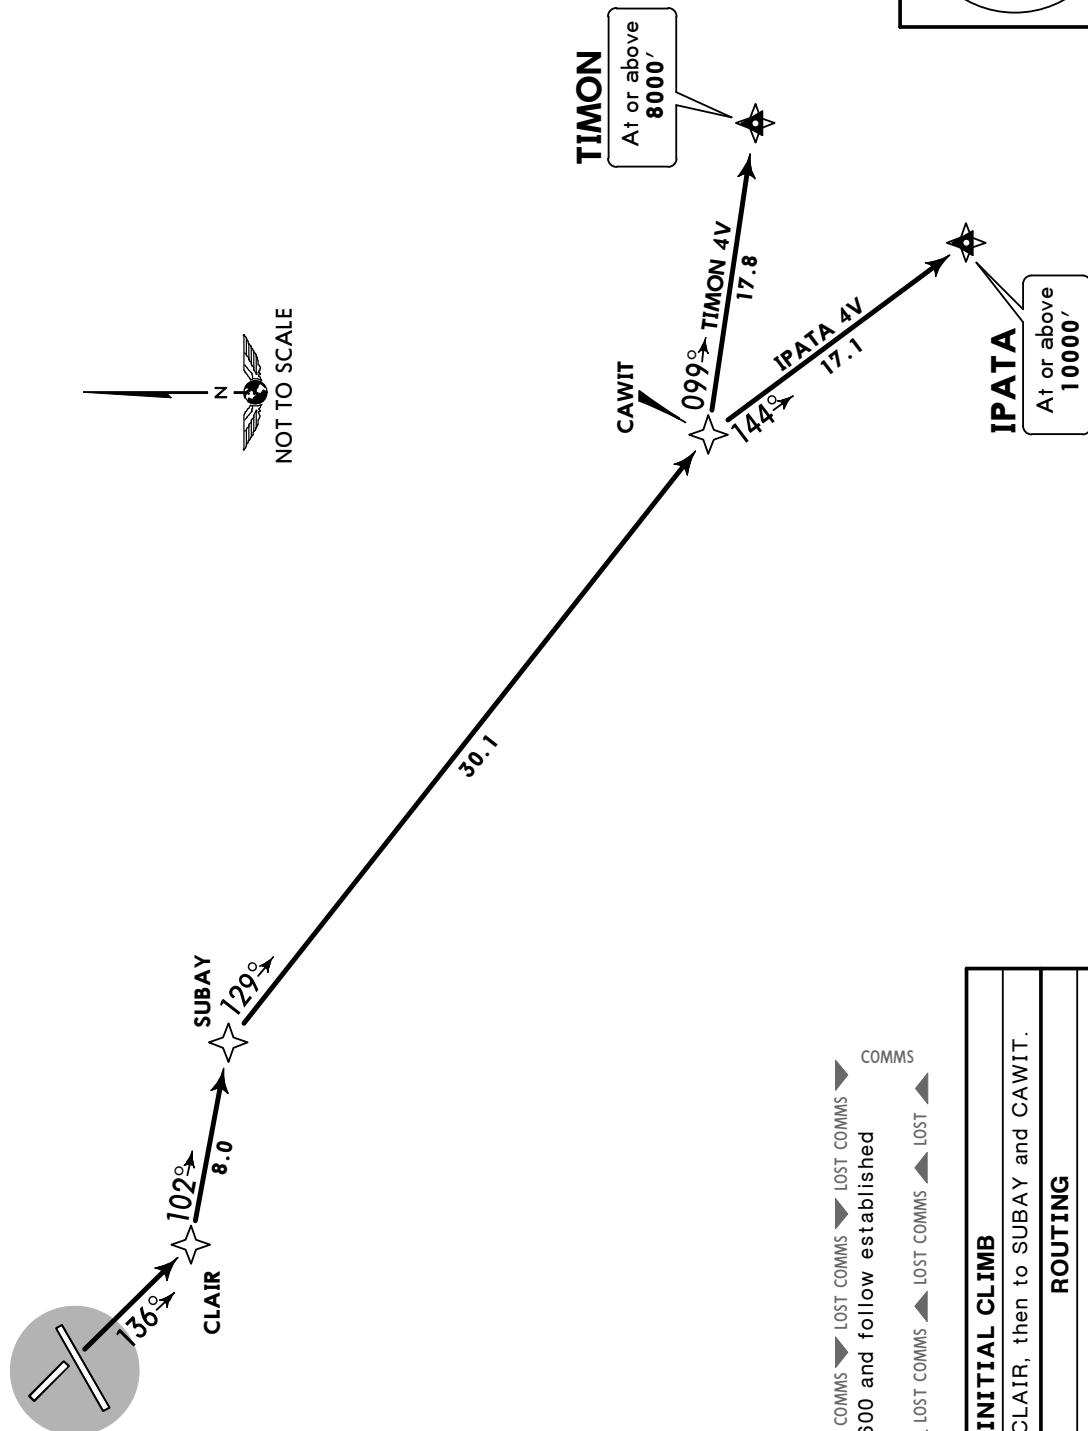 TIMON
At or above
8000′
N
NOT TO SCALE
CAWIT
099°
TIMON 4V
17.8
144°
IPATA 4V
17.1
IPATA
At or above
10000′
30.1
SUBAY
129°
102°
8.0
CLAIR
136°
COMMS LOST COMMS LOST COMMS
COMMS
600 and follow established
LOST COMMS LOST COMMS LOST
INITIAL CLIMB
CLAIR, then to SUBAY and CAWIT.
ROUTING